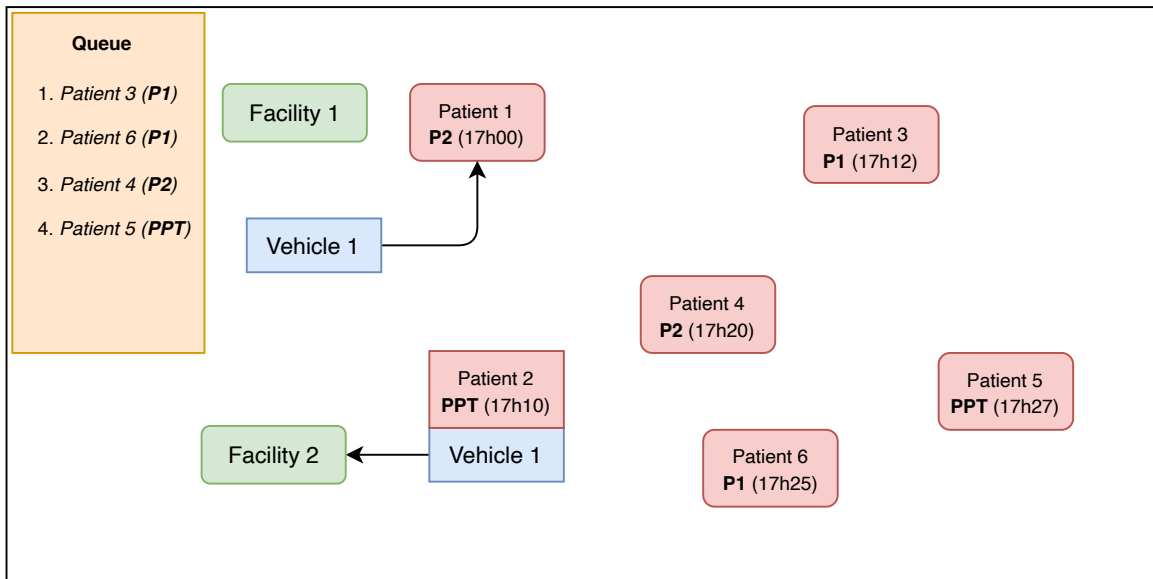 Queue
1. Patient 3 (P1)
2. Patient 6 (P1)
3. Patient 4 (P2)
4. Patient 5 (PPT)
Facility 1
Patient 1
P2 (17h00)
Patient 3
P1 (17h12)
Vehicle 1
Patient 4
P2 (17h20)
Patient 2
PPT (17h10)
Vehicle 1
Facility 2
Patient 5
PPT (17h27)
Patient 6
P1 (17h25)